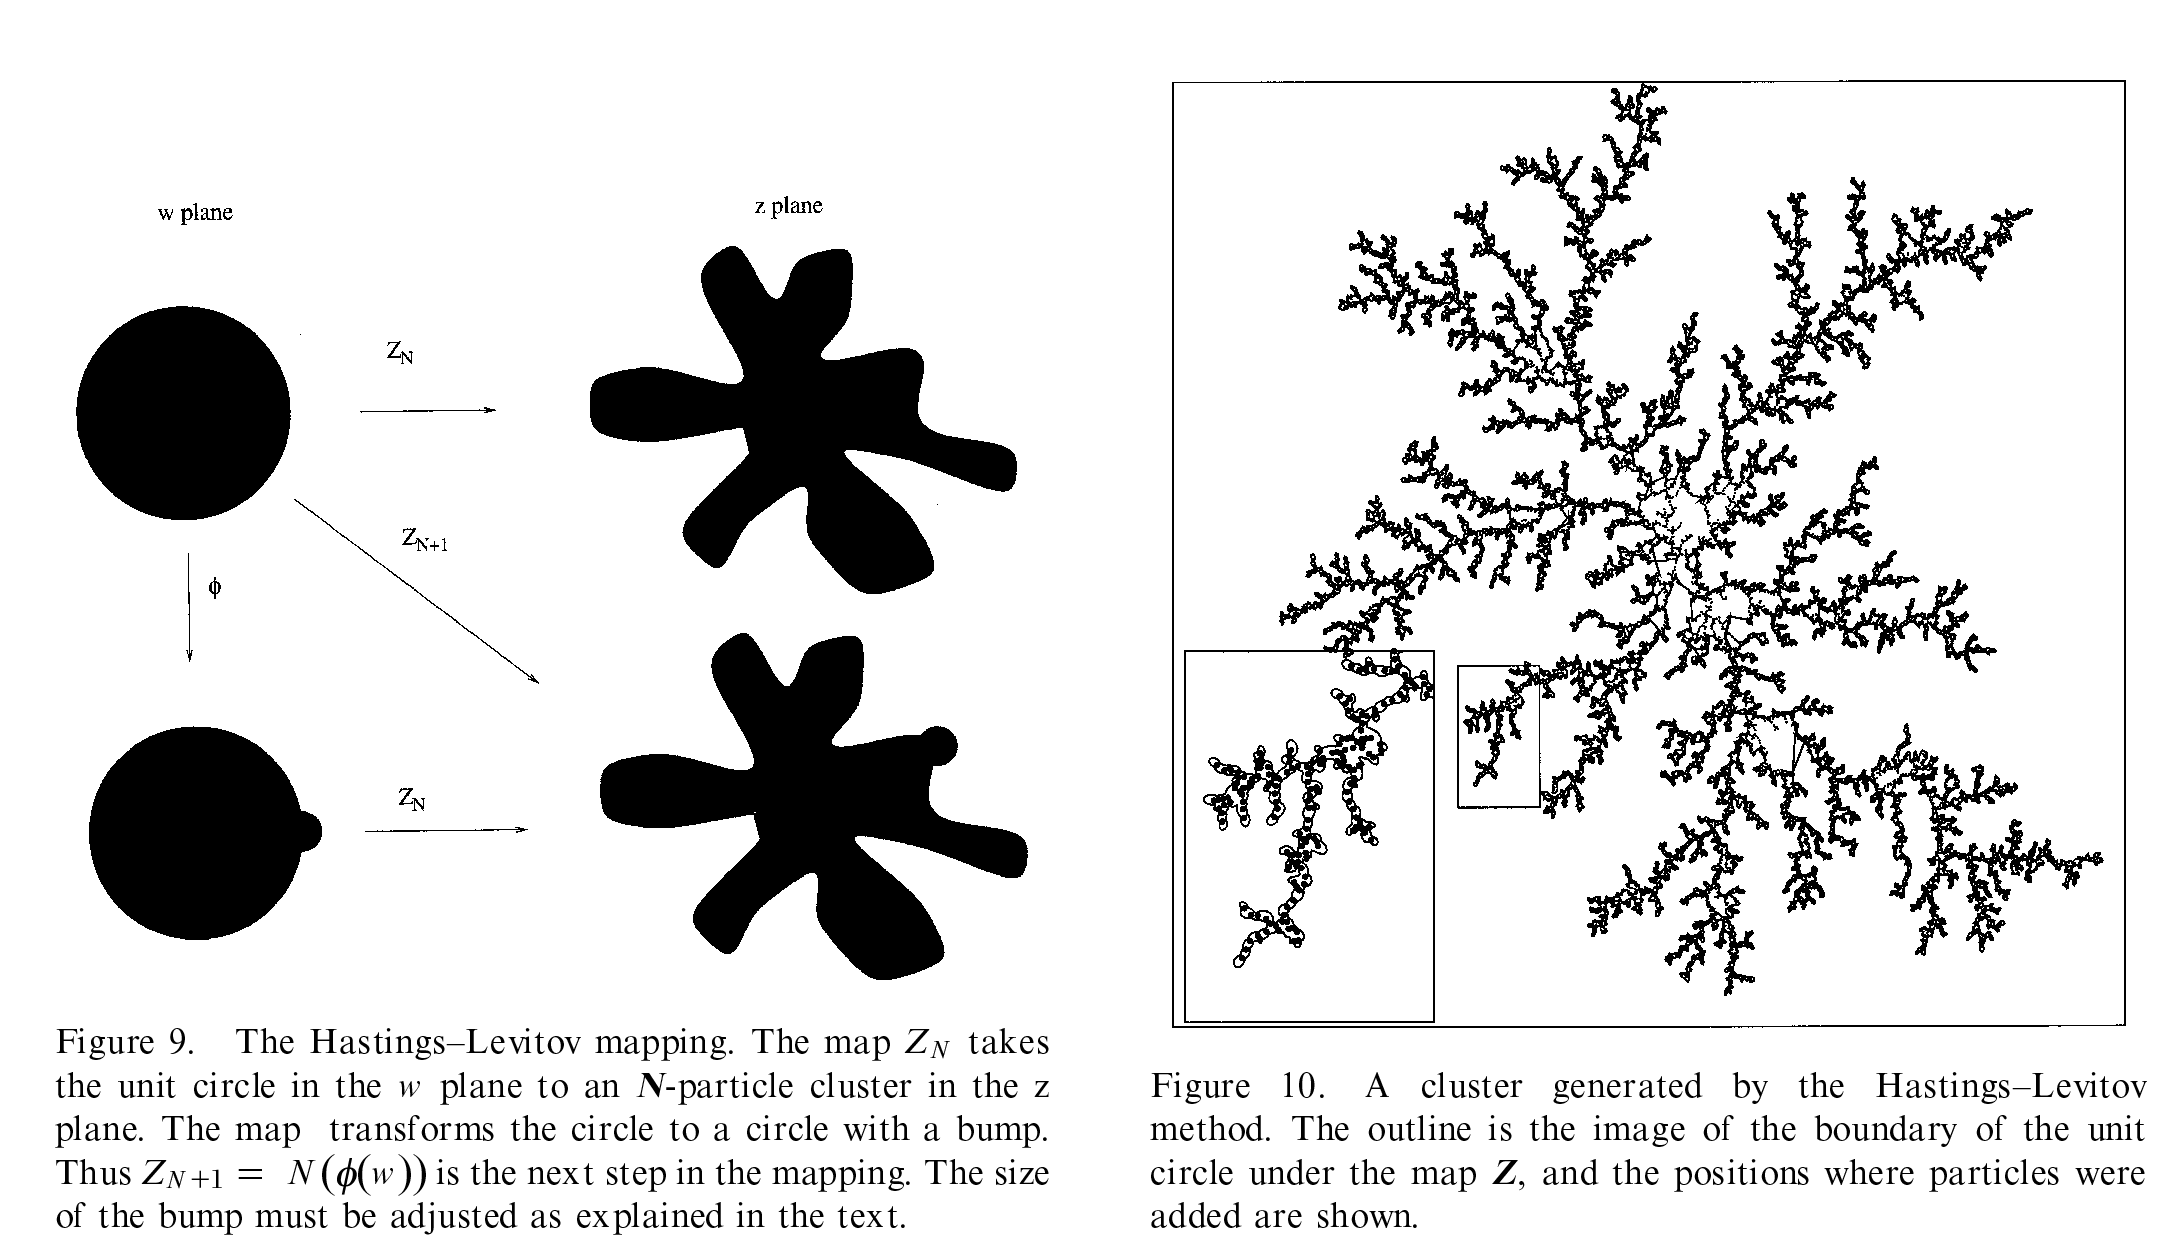 w plane
z plane
Z_N
Z_{N+1}
ϕ
Z_N
Figure 9. The Hastings–Levitov mapping. The map Z_N takes
the unit circle in the w plane to an N-particle cluster in the z
plane. The map transforms the circle to a circle with a bump.
Thus Z_{N+1} = N(ϕ(w)) is the next step in the mapping. The size
of the bump must be adjusted as explained in the text.
Figure 10. A cluster generated by the Hastings–Levitov
method. The outline is the image of the boundary of the unit
circle under the map Z, and the positions where particles were
added are shown.